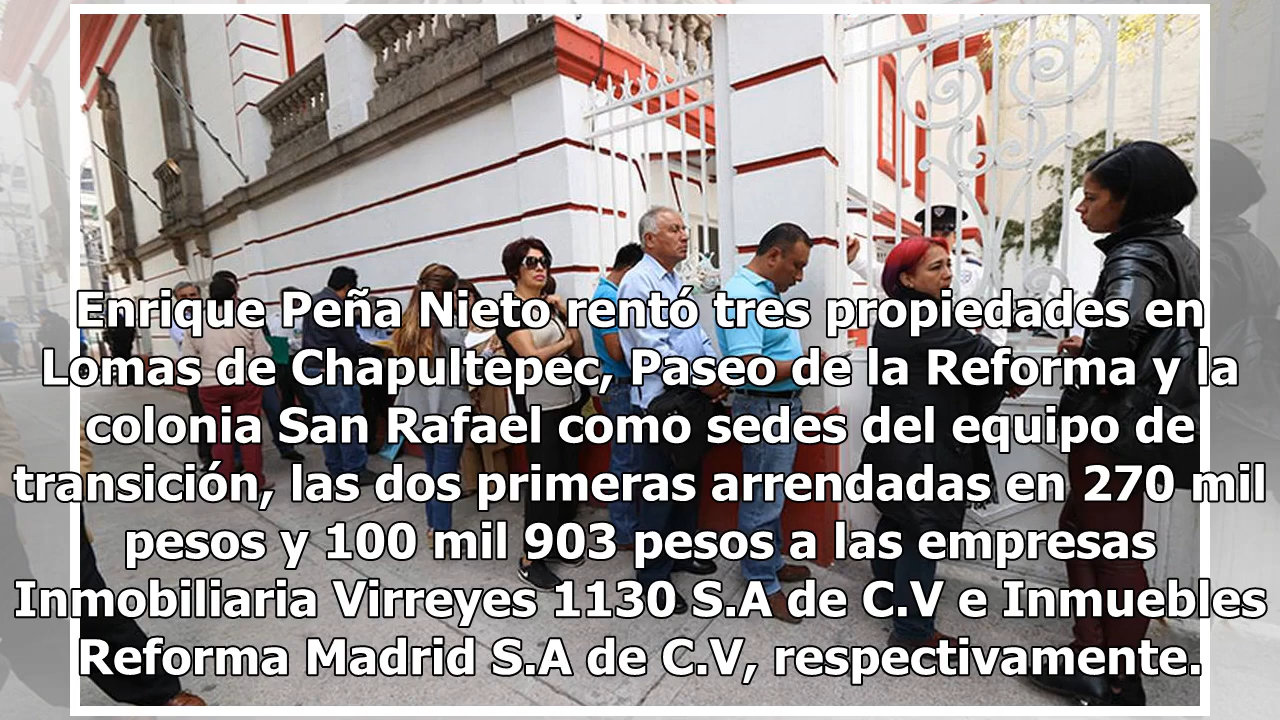 Enrique Peña Nieto rentó tres propiedades en
Lomas de Chapultepec, Paseo de la Reforma y la
colonia San Rafael como sedes del equipo de
transición, las dos primeras arrendadas en 270 mil
pesos y 100 mil 903 pesos a las empresas
Inmobiliaria Virreyes 1130 S.A de C.V e Inmuebles
Reforma Madrid S.A de C.V, respectivamente.